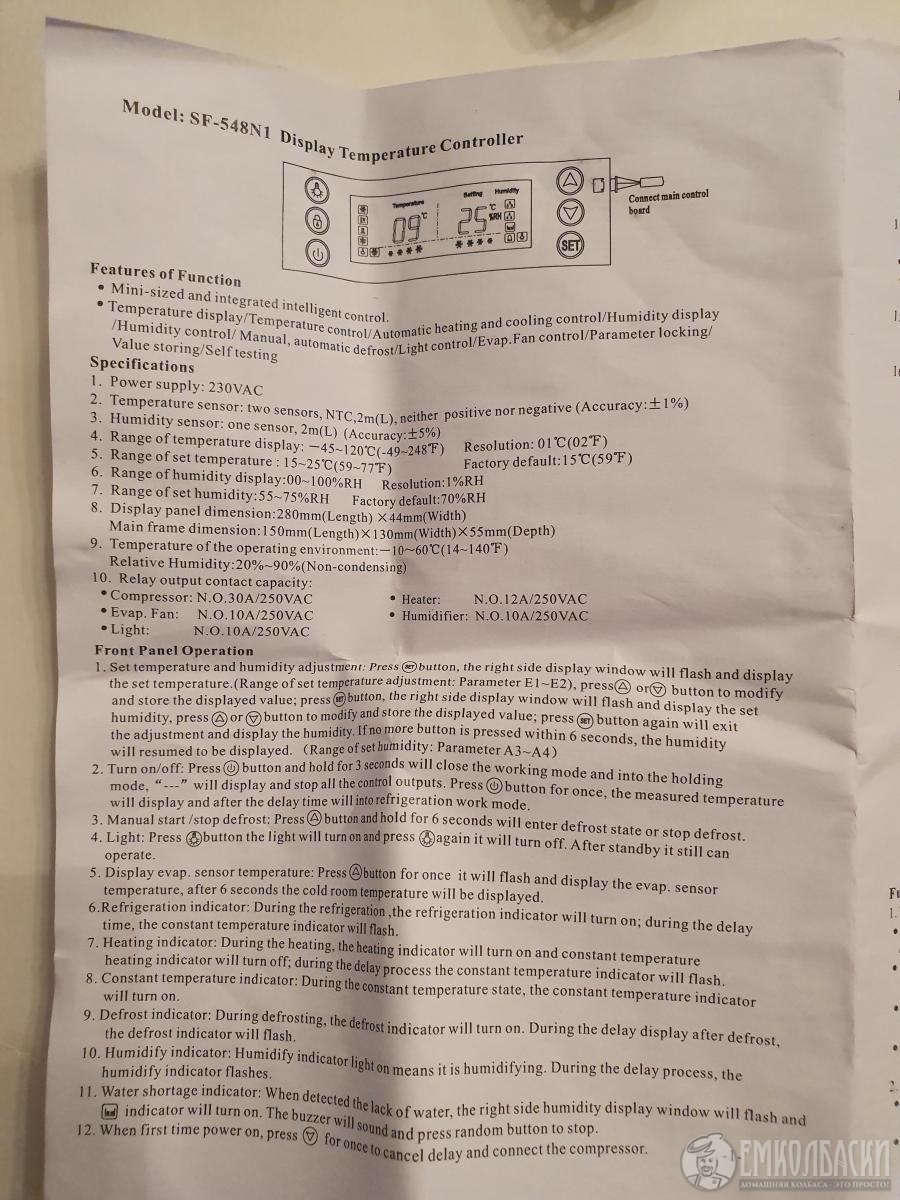 Model: SF-548N1 Display Temperature Controller
Temperature
Setting Humidity
09 °C
25 °C %RH
SET
Connect main control
board
Features of Function
• Mini-sized and integrated intelligent control.
• Temperature display/Temperature control/Automatic heating and cooling control/Humidity display
/Humidity control/ Manual, automatic defrost/Light control/Evap.Fan control/Parameter locking/
Value storing/Self testing
Specifications
1. Power supply: 230VAC
2. Temperature sensor: two sensors, NTC,2m(L), neither positive nor negative (Accuracy:±1%)
3. Humidity sensor: one sensor, 2m(L) (Accuracy:±5%)
4. Range of temperature display: －45~120℃(-49~248℉) Resolution: 01℃(02℉)
5. Range of set temperature : 15~25℃(59~77℉) Factory default:15℃(59℉)
6. Range of humidity display:00~100%RH Resolution:1%RH
7. Range of set humidity:55~75%RH Factory default:70%RH
8. Display panel dimension:280mm(Length) ×44mm(Width)
Main frame dimension:150mm(Length)×130mm(Width)×55mm(Depth)
9. Temperature of the operating environment:－10~60℃(14~140℉)
Relative Humidity:20%~90%(Non-condensing)
10. Relay output contact capacity:
• Compressor: N.O.30A/250VAC • Heater: N.O.12A/250VAC
• Evap. Fan: N.O.10A/250VAC • Humidifier: N.O.10A/250VAC
• Light: N.O.10A/250VAC
Front Panel Operation
1. Set temperature and humidity adjustment: Press SET button, the right side display window will flash and display
the set temperature.(Range of set temperature adjustment: Parameter E1~E2), press △ or ▽ button to modify
and store the displayed value; press SET button, the right side display window will flash and display the set
humidity, press △ or ▽ button to modify and store the displayed value; press SET button again will exit
the adjustment and display the humidity. If no more button is pressed within 6 seconds, the humidity
will resumed to be displayed. (Range of set humidity: Parameter A3~A4)
2. Turn on/off: Press ⏻ button and hold for 3 seconds will close the working mode and into the holding
mode, “---” will display and stop all the control outputs. Press ⏻ button for once, the measured temperature
will display and after the delay time will into refrigeration work mode.
3. Manual start /stop defrost: Press △ button and hold for 6 seconds will enter defrost state or stop defrost.
4. Light: Press button the light will turn on and press again it will turn off. After standby it still can
operate.
5. Display evap. sensor temperature: Press △ button for once it will flash and display the evap. sensor
temperature, after 6 seconds the cold room temperature will be displayed.
6.Refrigeration indicator: During the refrigeration ,the refrigeration indicator will turn on; during the delay
time, the constant temperature indicator will flash.
7. Heating indicator: During the heating, the heating indicator will turn on and constant temperature
heating indicator will turn off; during the delay process the constant temperature indicator will flash.
8. Constant temperature indicator: During the constant temperature state, the constant temperature indicator
will turn on.
9. Defrost indicator: During defrosting, the defrost indicator will turn on. During the delay display after defrost,
the defrost indicator will flash.
10. Humidify indicator: Humidify indicator light on means it is humidifying. During the delay process, the
humidify indicator flashes.
11. Water shortage indicator: When detected the lack of water, the right side humidity display window will flash and
indicator will turn on. The buzzer will sound and press random button to stop.
12. When first time power on, press ▽ for once to cancel delay and connect the compressor.
-1-
ЕМКОЛБАСКИ
ДОМАШНЯЯ КОЛБАСА - ЭТО ПРОСТО!